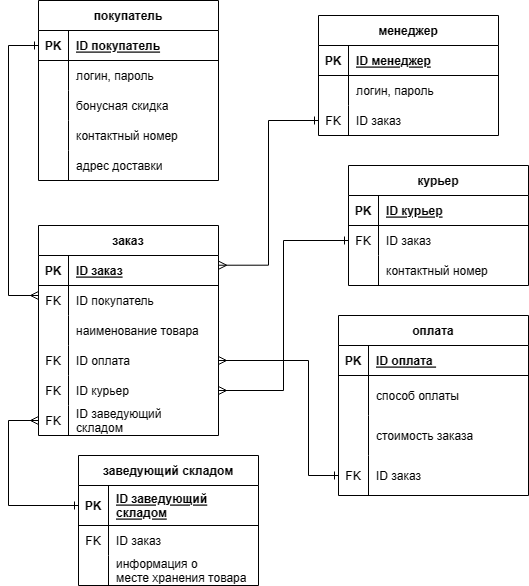 покупатель
PK ID покупатель
логин, пароль
бонусная скидка
контактный номер
адрес доставки
менеджер
PK ID менеджер
логин, пароль
FK ID заказ
курьер
PK ID курьер
FK ID заказ
контактный номер
заказ
PK ID заказ
FK ID покупатель
наименование товара
FK ID оплата
FK ID курьер
FK ID заведующий
складом
оплата
PK ID оплата
способ оплаты
стоимость заказа
FK ID заказ
заведующий складом
PK ID заведующий
складом
FK ID заказ
информация о
месте хранения товара